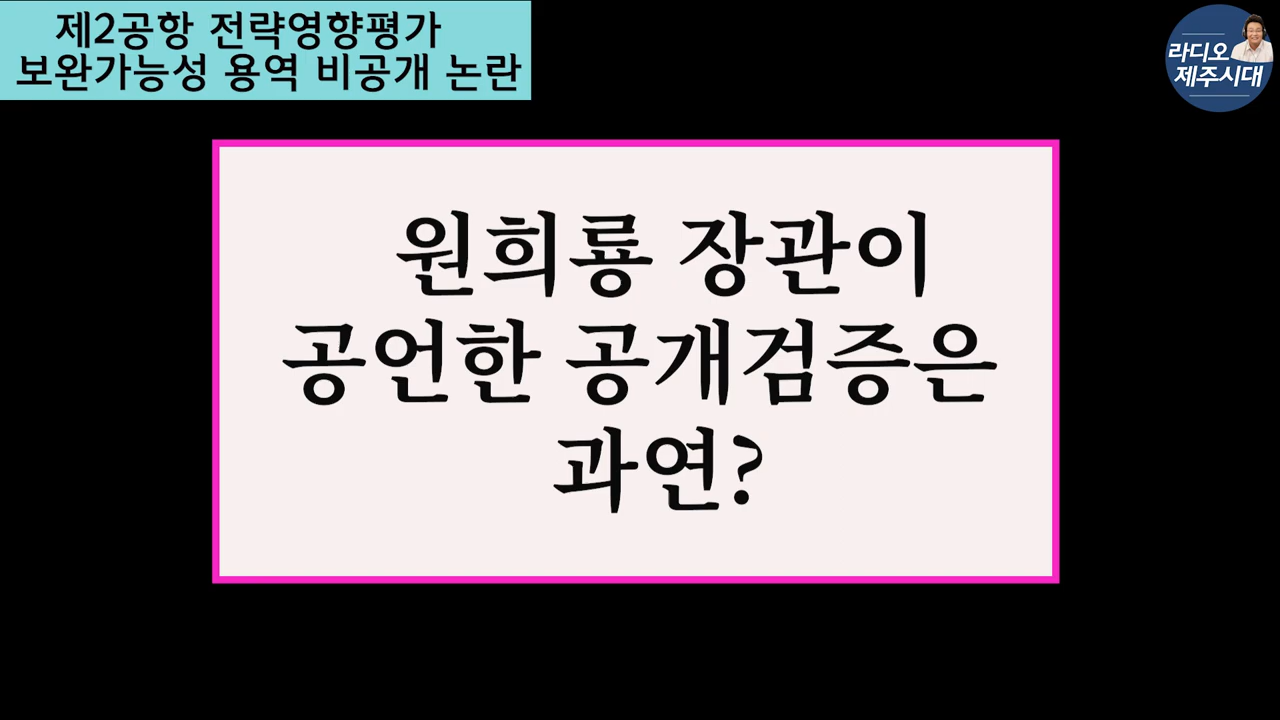 제2공항 전략영향평가
보완가능성 용역 비공개 논란
라디오
제주시대
원희룡 장관이
공언한 공개검증은
과연?